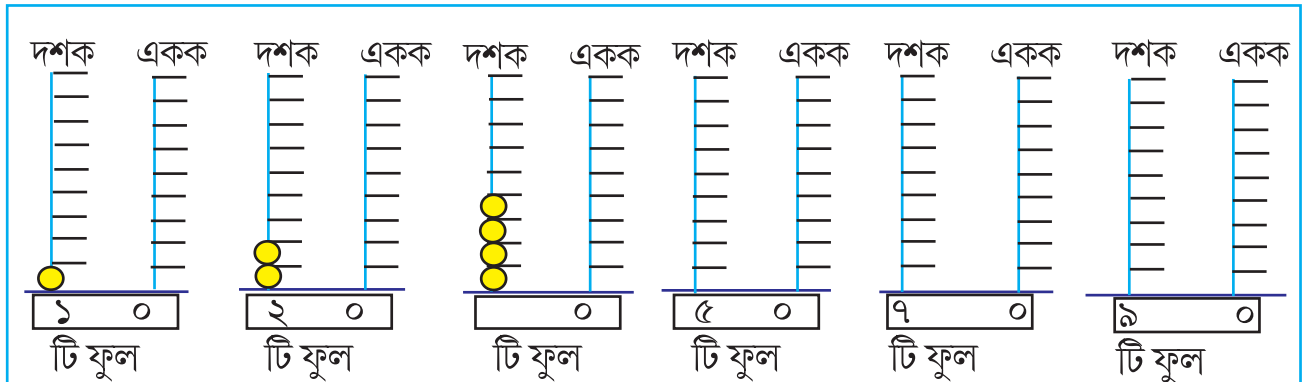 দশক একক দশক একক দশক একক দশক একক দশক একক দশক একক
১ ০ ২ ০ ০ ৫ ০ ৭ ০ ৯ ০
টি ফুল টি ফুল টি ফুল টি ফুল টি ফুল টি ফুল